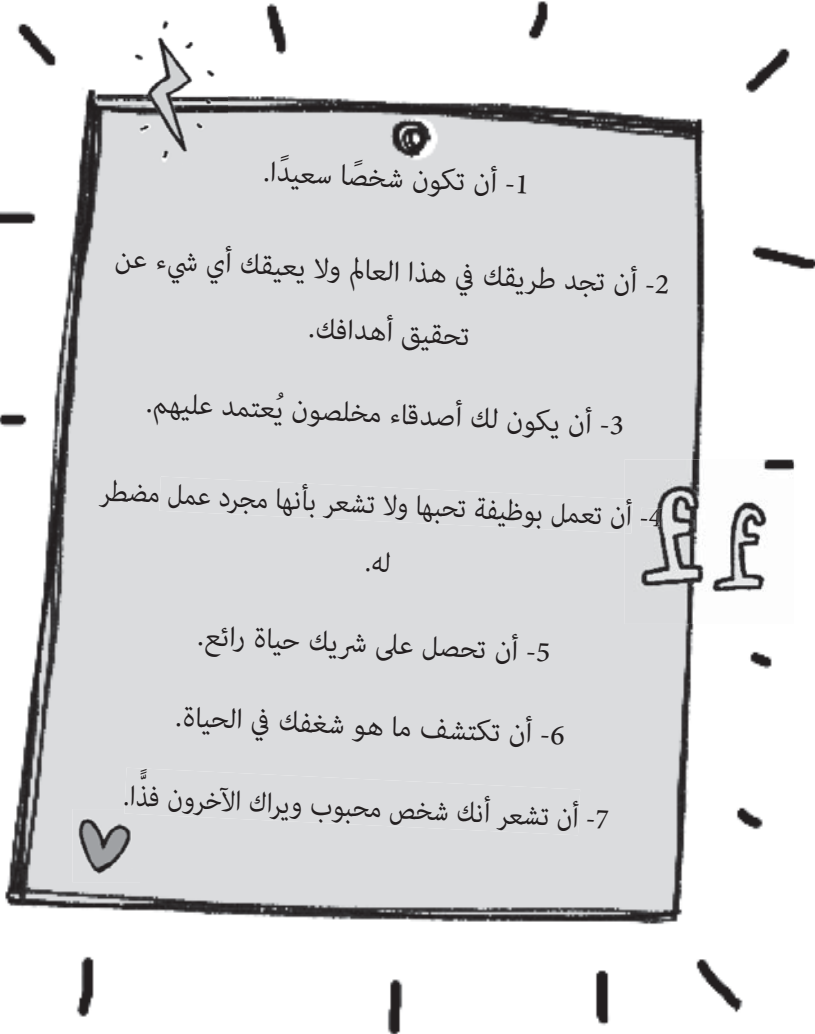 1- أن تكون شخصًا سعيدًا.
2- أن تجد طريقك في هذا العالم ولا يعيقك أي شيء عن
تحقيق أهدافك.
3- أن يكون لك أصدقاء مخلصون يُعتمد عليهم.
4- أن تعمل بوظيفة تحبها ولا تشعر بأنها مجرد عمل مضطر
له.
5- أن تحصل على شريك حياة رائع.
6- أن تكتشف ما هو شغفك في الحياة.
7- أن تشعر أنك شخص محبوب ويراك الآخرون فذًّا.